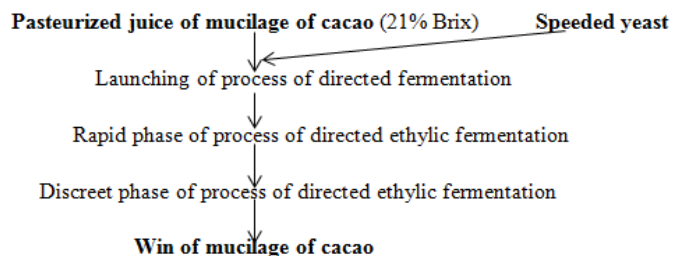 Pasteurized juice of mucilage of cacao (21% Brix) Speeded yeast
Launching of process of directed fermentation
Rapid phase of process of directed ethylic fermentation
Discreet phase of process of directed ethylic fermentation
Win of mucilage of cacao